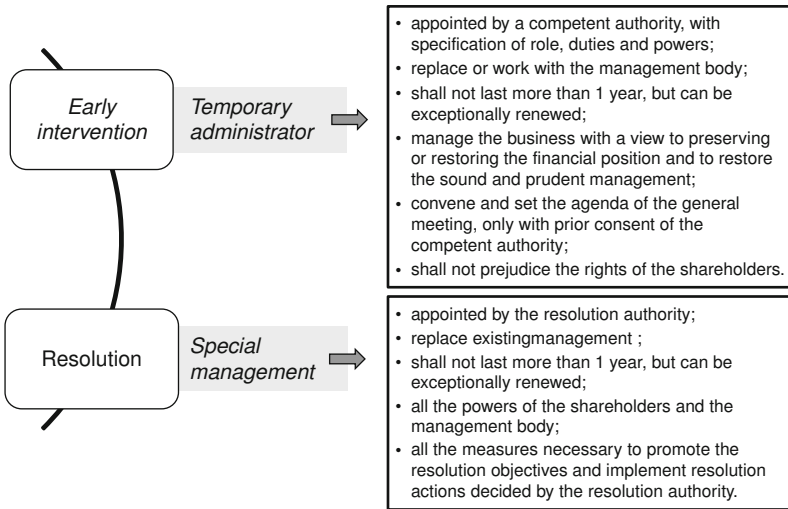 Early
intervention
Temporary
administrator
• appointed by a competent authority, with
specification of role, duties and powers;
• replace or work with the management body;
• shall not last more than 1 year, but can be
exceptionally renewed;
• manage the business with a view to preserving
or restoring the financial position and to restore
the sound and prudent management;
• convene and set the agenda of the general
meeting, only with prior consent of the
competent authority;
• shall not prejudice the rights of the shareholders.
Resolution
Special
management
• appointed by the resolution authority;
• replace existingmanagement ;
• shall not last more than 1 year, but can be
exceptionally renewed;
• all the powers of the shareholders and the
management body;
• all the measures necessary to promote the
resolution objectives and implement resolution
actions decided by the resolution authority.